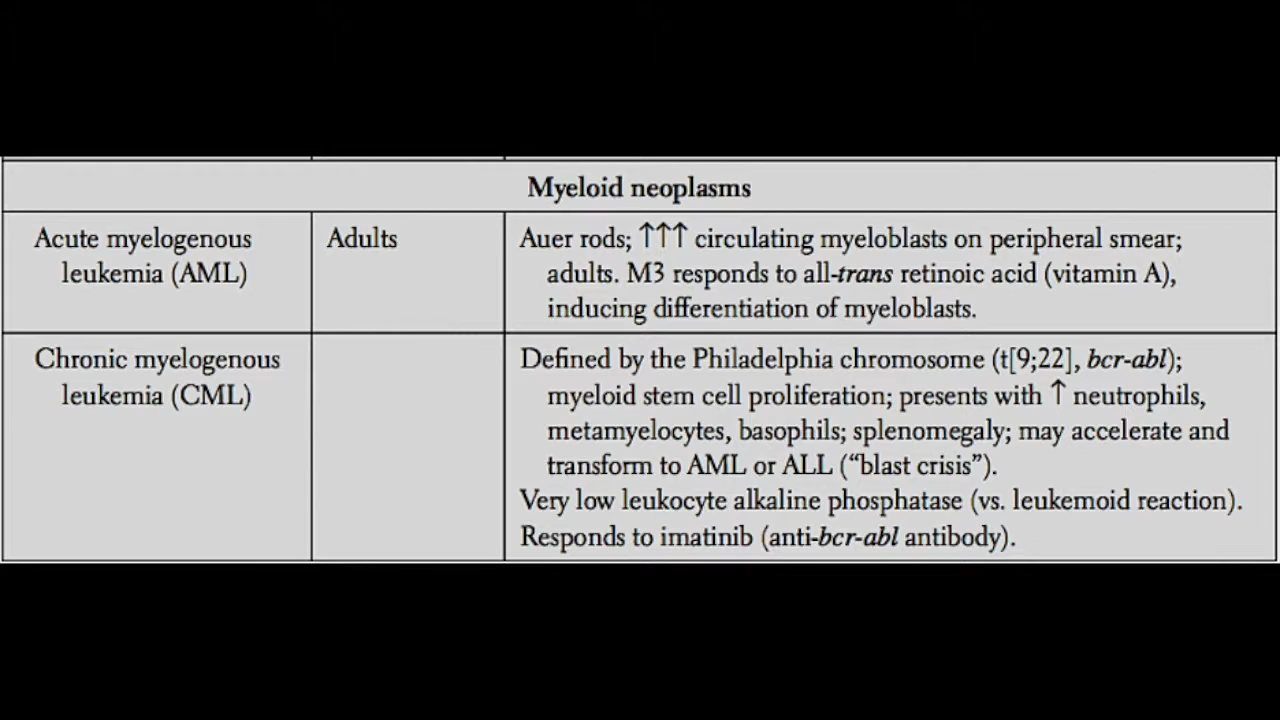 Myeloid neoplasms
Acute myelogenous
leukemia (AML)
Adults
Auer rods; ↑↑↑ circulating myeloblasts on peripheral smear;
adults. M3 responds to all-trans retinoic acid (vitamin A),
inducing differentiation of myeloblasts.
Chronic myelogenous
leukemia (CML)
Defined by the Philadelphia chromosome (t[9;22], bcr-abl);
myeloid stem cell proliferation; presents with ↑ neutrophils,
metamyelocytes, basophils; splenomegaly; may accelerate and
transform to AML or ALL (“blast crisis”).
Very low leukocyte alkaline phosphatase (vs. leukemoid reaction).
Responds to imatinib (anti-bcr-abl antibody).